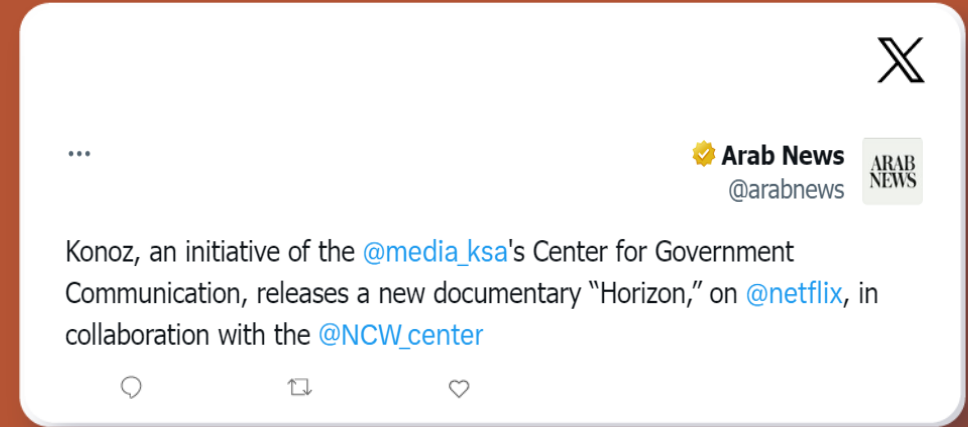 Arab News
@arabnews
ARAB
NEWS
Konoz, an initiative of the @media_ksa's Center for Government
Communication, releases a new documentary “Horizon,” on @netflix, in
collaboration with the @NCW_center